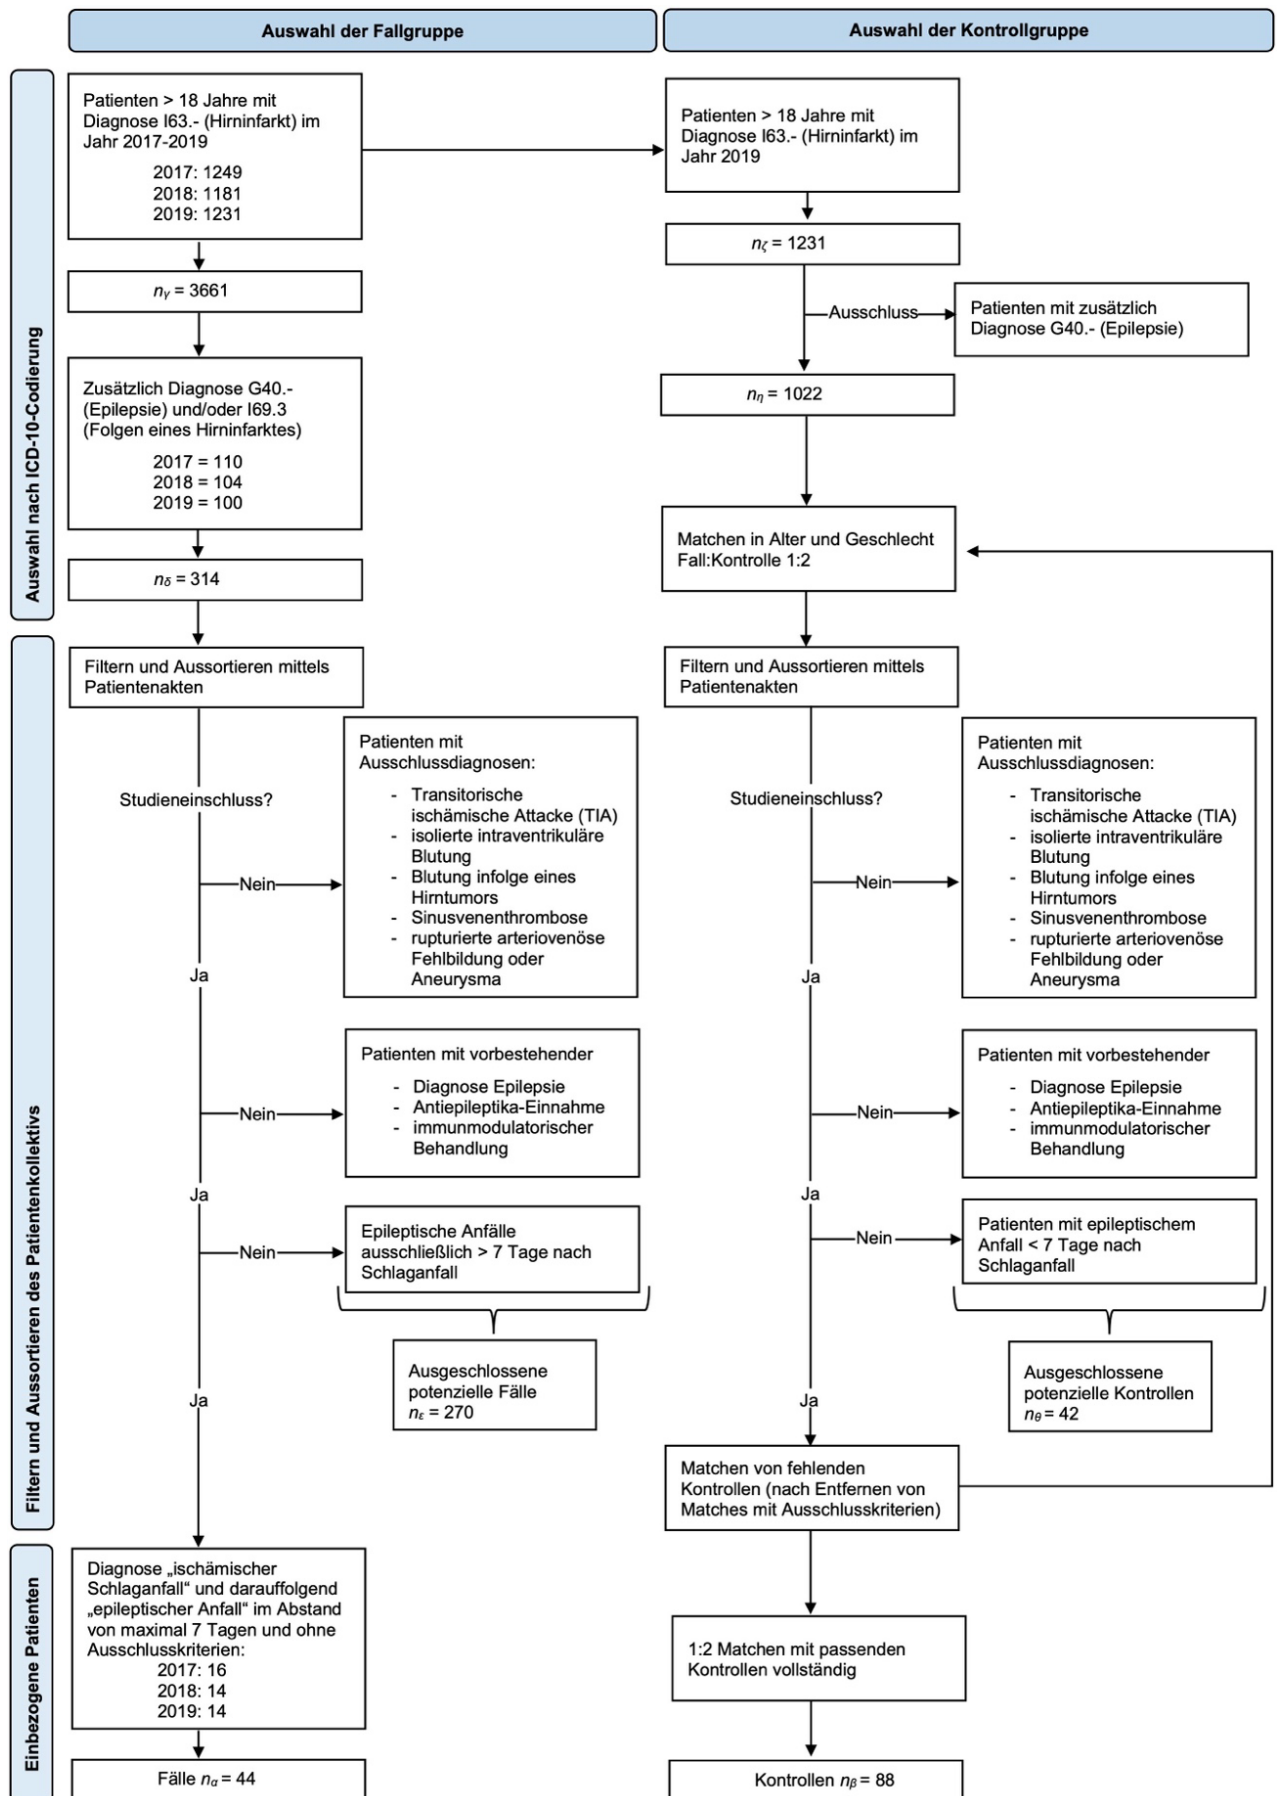 Auswahl der Fallgruppe
Auswahl der Kontrollgruppe
Auswahl nach ICD-10-Codierung
Patienten > 18 Jahre mit
Diagnose I63.- (Hirninfarkt) im
Jahr 2017-2019
2017: 1249
2018: 1181
2019: 1231
nγ = 3661
Zusätzlich Diagnose G40.-
(Epilepsie) und/oder I69.3
(Folgen eines Hirninfarktes)
2017 = 110
2018 = 104
2019 = 100
nδ = 314
Patienten > 18 Jahre mit
Diagnose I63.- (Hirninfarkt) im
Jahr 2019
nζ = 1231
Ausschluss
Patienten mit zusätzlich
Diagnose G40.- (Epilepsie)
nη = 1022
Matchen in Alter und Geschlecht
Fall:Kontrolle 1:2
Filtern und Aussortieren des Patientenkollektivs
Filtern und Aussortieren mittels
Patientenakten
Studieneinschluss?
Nein
Patienten mit
Ausschlussdiagnosen:
- Transitorische
ischämische Attacke (TIA)
- isolierte intraventrikuläre
Blutung
- Blutung infolge eines
Hirntumors
- Sinusvenenthrombose
- rupturierte arteriovenöse
Fehlbildung oder
Aneurysma
Ja
Nein
Patienten mit vorbestehender
- Diagnose Epilepsie
- Antiepileptika-Einnahme
- immunmodulatorischer
Behandlung
Ja
Nein
Epileptische Anfälle
ausschließlich > 7 Tage nach
Schlaganfall
Ausgeschlossene
potenzielle Fälle
nε = 270
Ja
Filtern und Aussortieren mittels
Patientenakten
Studieneinschluss?
Nein
Patienten mit
Ausschlussdiagnosen:
- Transitorische
ischämische Attacke (TIA)
- isolierte intraventrikuläre
Blutung
- Blutung infolge eines
Hirntumors
- Sinusvenenthrombose
- rupturierte arteriovenöse
Fehlbildung oder
Aneurysma
Ja
Nein
Patienten mit vorbestehender
- Diagnose Epilepsie
- Antiepileptika-Einnahme
- immunmodulatorischer
Behandlung
Ja
Nein
Patienten mit epileptischem
Anfall < 7 Tage nach
Schlaganfall
Ausgeschlossene
potenzielle Kontrollen
nθ = 42
Ja
Matchen von fehlenden
Kontrollen (nach Entfernen von
Matches mit Ausschlusskriterien)
Einbezogene Patienten
Diagnose „ischämischer
Schlaganfall“ und darauffolgend
„epileptischer Anfall“ im Abstand
von maximal 7 Tagen und ohne
Ausschlusskriterien:
2017: 16
2018: 14
2019: 14
Fälle nα = 44
1:2 Matchen mit passenden
Kontrollen vollständig
Kontrollen nβ = 88